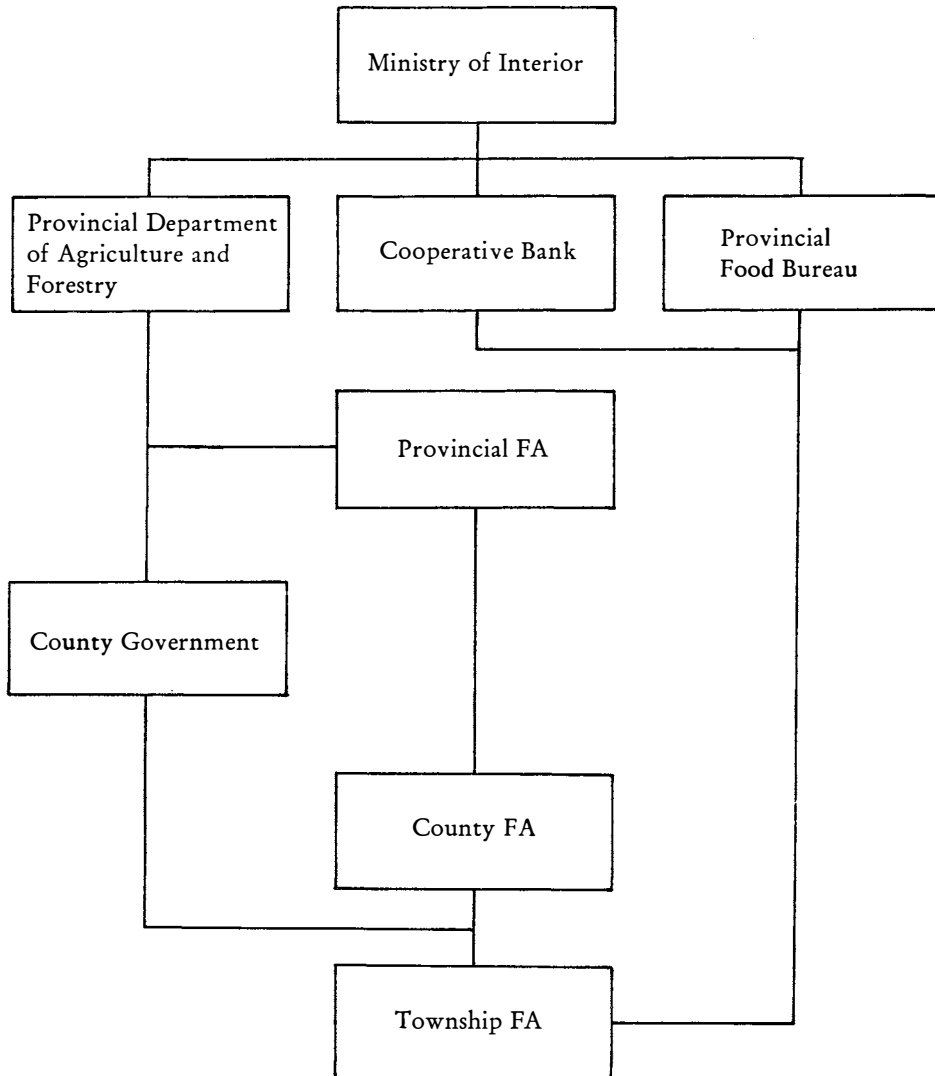 Ministry of Interior
Provincial Department
of Agriculture and
Forestry
Cooperative Bank
Provincial
Food Bureau
Provincial FA
County Government
County FA
Township FA